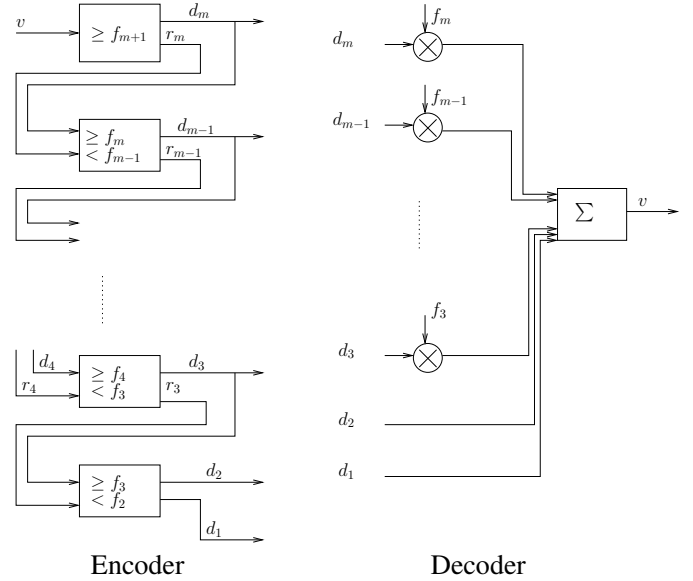 v
≥ f_{m+1}
d_m
r_m
≥ f_m
< f_{m−1}
d_{m−1}
r_{m−1}
d_4
r_4
≥ f_4
< f_3
d_3
r_3
≥ f_3
< f_2
d_2
d_1
Encoder
f_m
d_m
f_{m−1}
d_{m−1}
f_3
d_3
d_2
d_1
Σ
v
Decoder